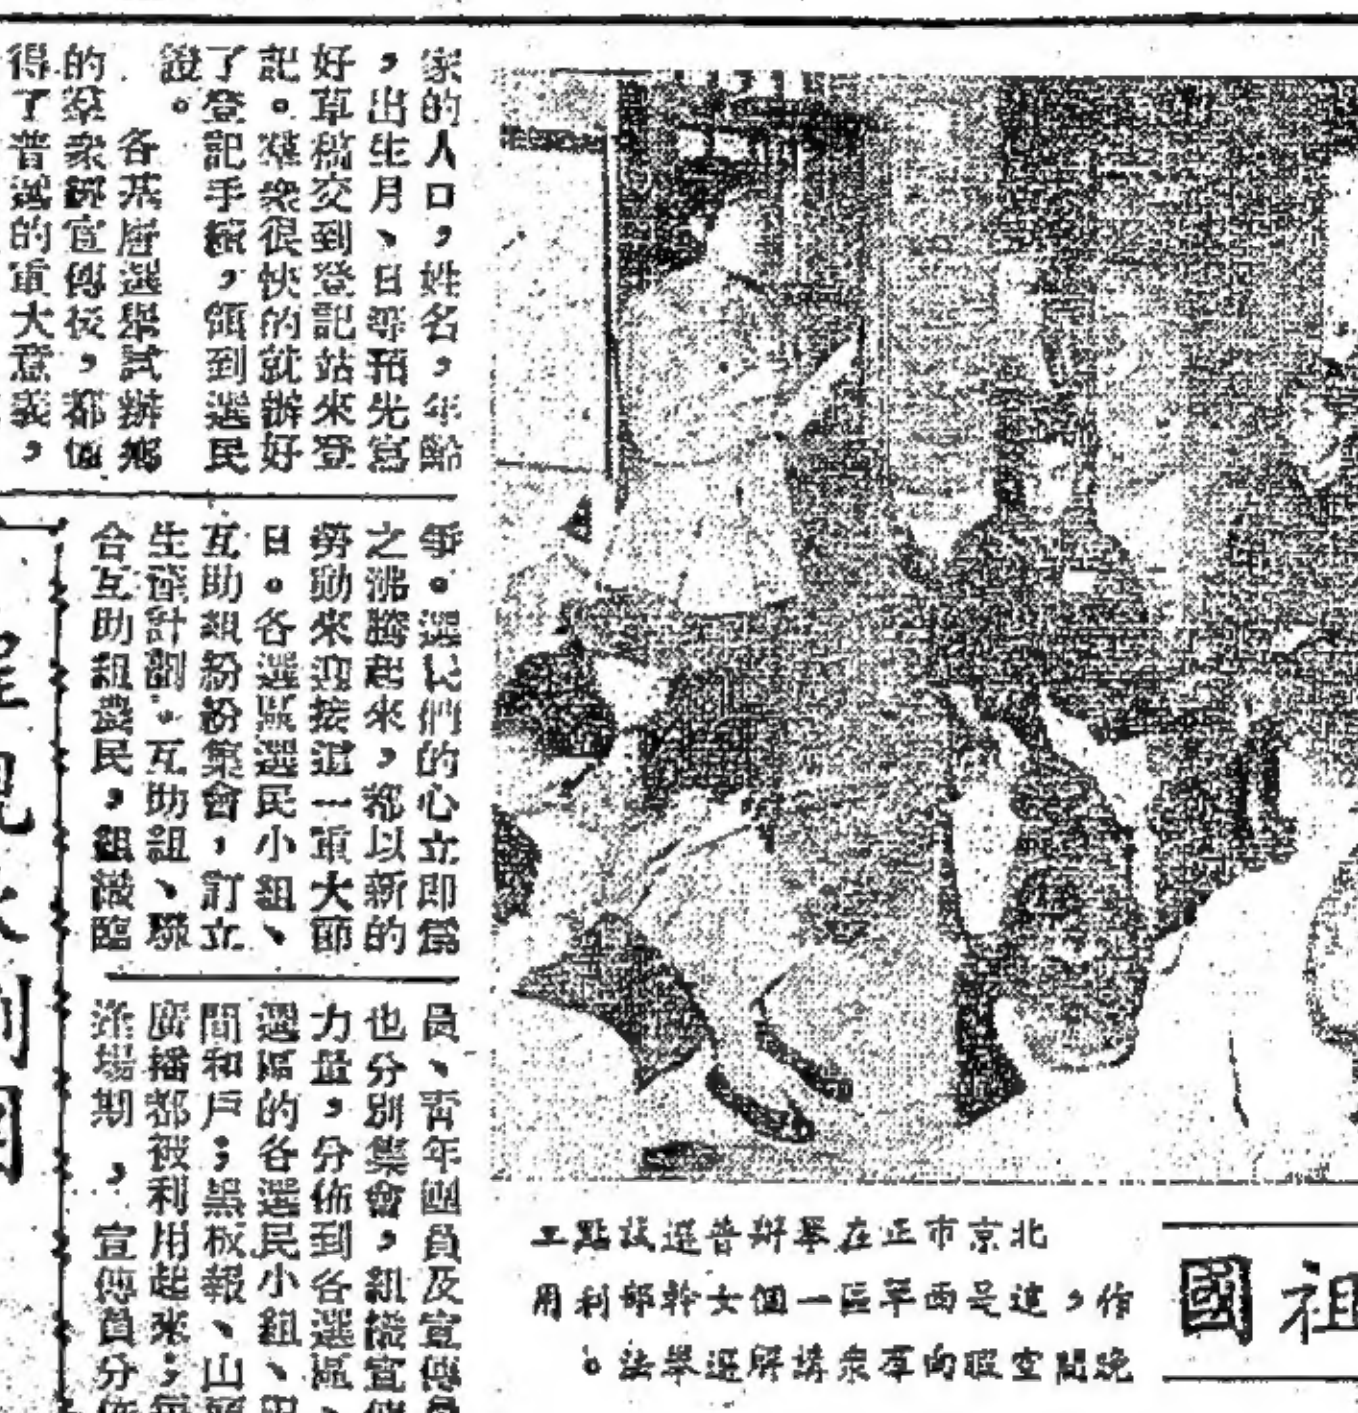 家的人口，姓名，年齡
，出生月、日等預先寫
好草稿交到登記站來登
記。羣衆很快的就辦好
了登記手續，領到選民
證。
各基層選舉試辦鄉
的羣衆經宣傳後，都
得了普選的重大意義，
爭。選民們的心立即為
之沸騰起來，都以新的
勞動來迎接這一重大節
日。各選區選民小組、
互助組紛紛集會，訂立
生產計劃。互助組、聯
合互助組農民，組織臨
員、青年團員及宣傳員
也分別集會，組織宣傳
力量，分佈到各選區、
選區的各選民小組、
間和戶；黑板報、山頭
廣播都被利用起來；每
逢場期，宣傳員分
北京市正在舉辦普選試點工
作，這是西單區一個女幹部利用
晚間空暇向羣衆講解選舉法。
祖國